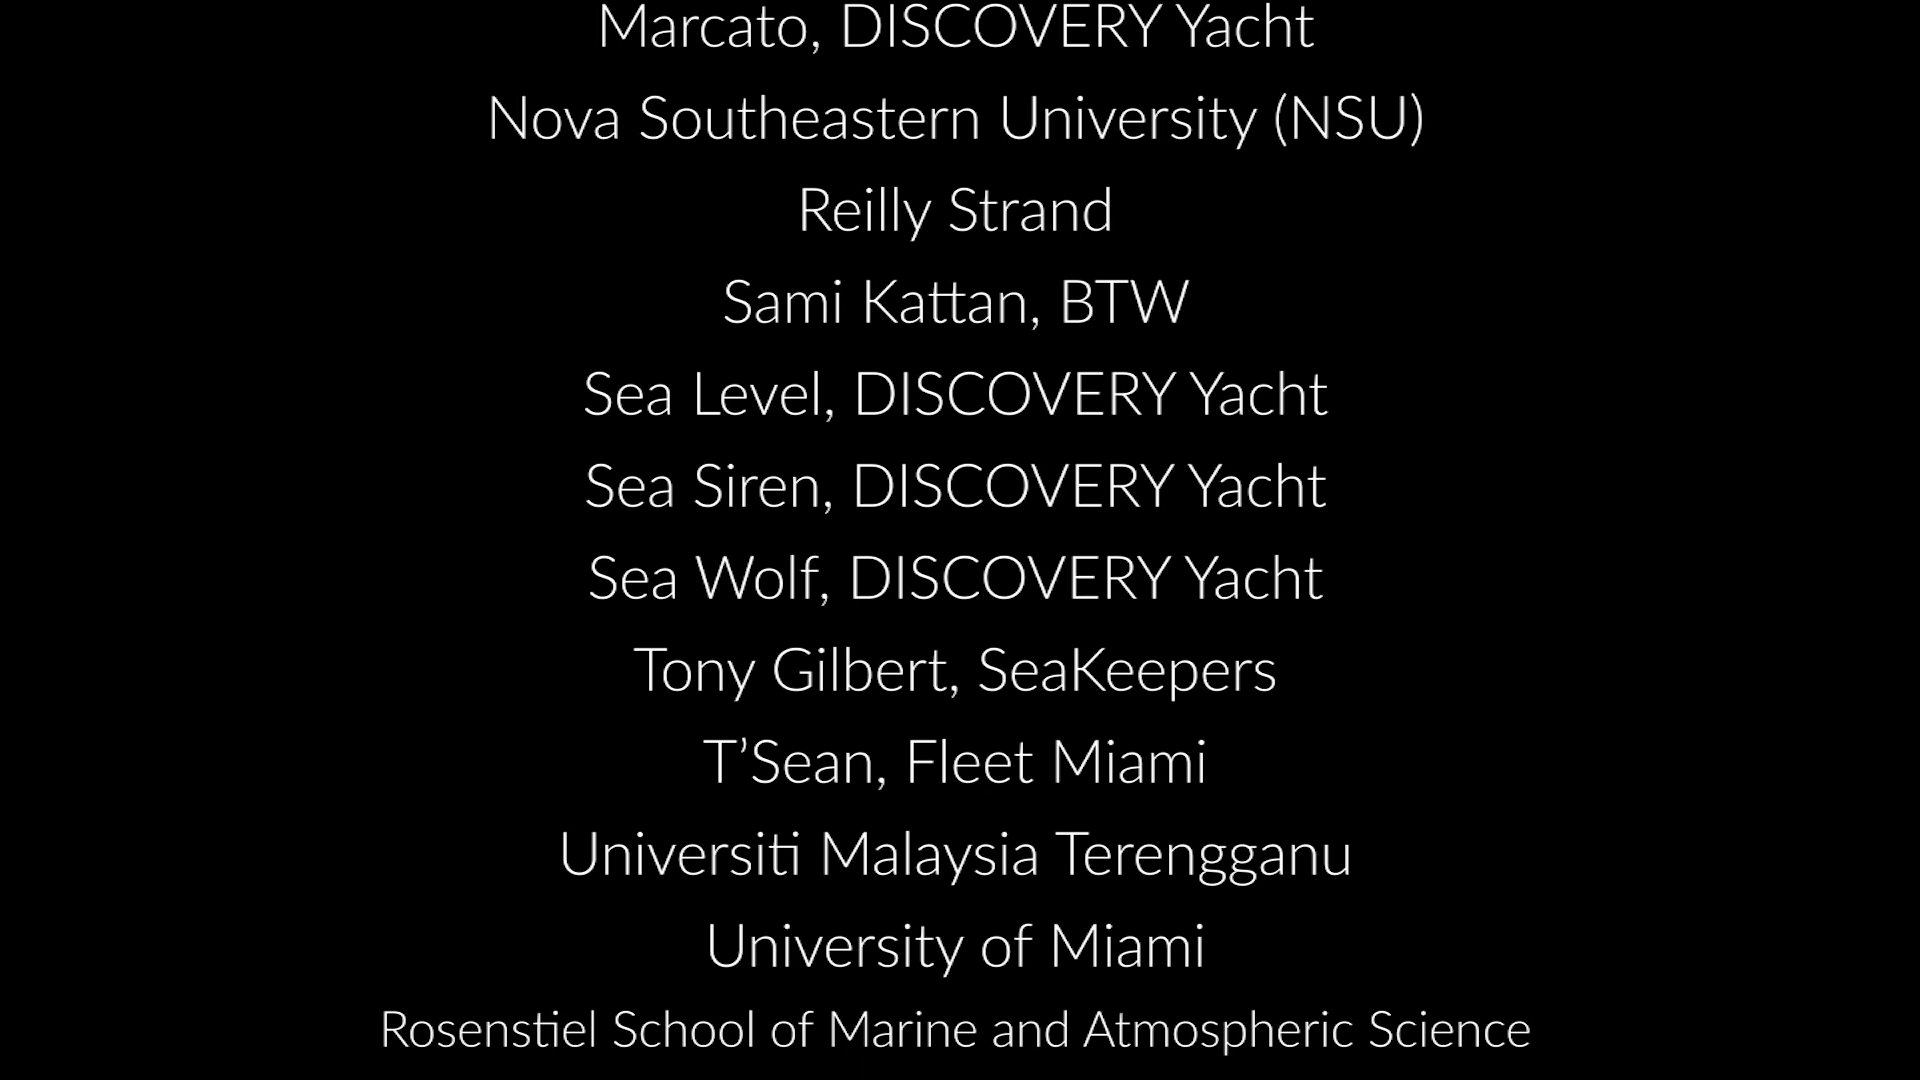 Marcato, DISCOVERY Yacht
Nova Southeastern University (NSU)
Reilly Strand
Sami Kattan, BTW
Sea Level, DISCOVERY Yacht
Sea Siren, DISCOVERY Yacht
Sea Wolf, DISCOVERY Yacht
Tony Gilbert, SeaKeepers
T’Sean, Fleet Miami
Universiti Malaysia Terengganu
University of Miami
Rosenstiel School of Marine and Atmospheric Science